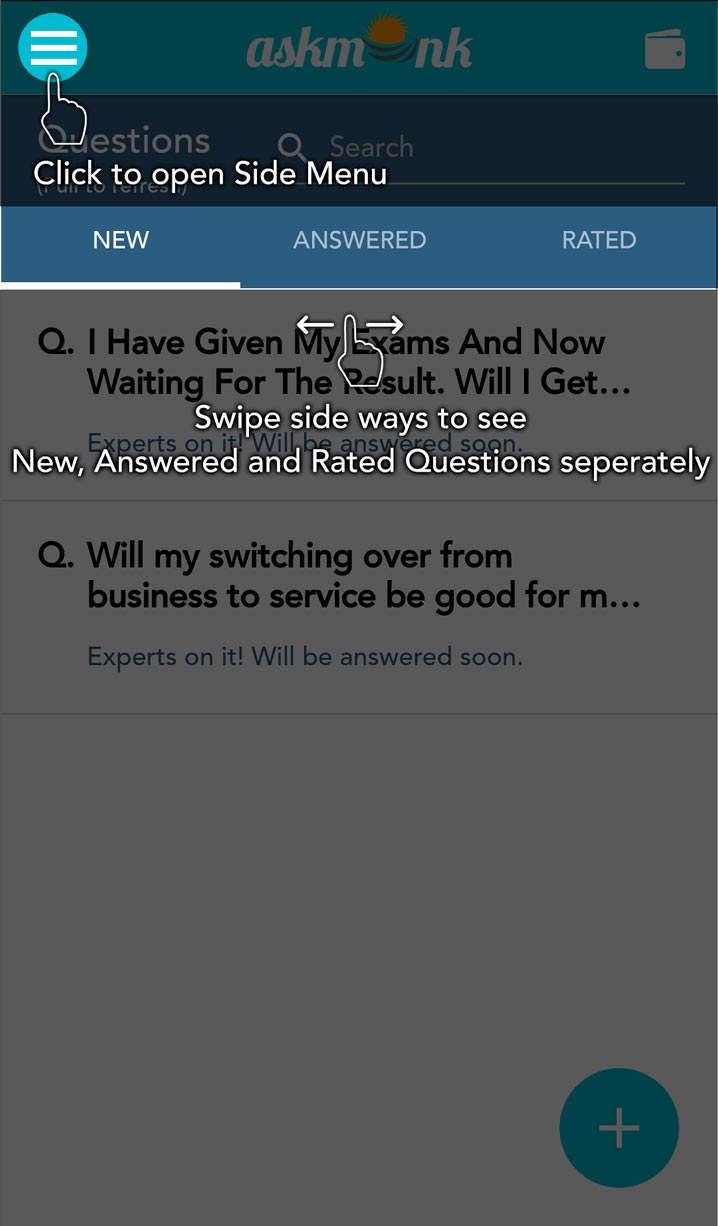 askmonk
Questions
Search
Click to open Side Menu
(Pull to refresh)
NEW
ANSWERED
RATED
Q. I Have Given My Exams And Now
Waiting For The Result. Will I Get...
Swipe side ways to see
Experts on it! Will be answered soon.
New, Answered and Rated Questions seperately
Q. Will my switching over from
business to service be good for m...
Experts on it! Will be answered soon.